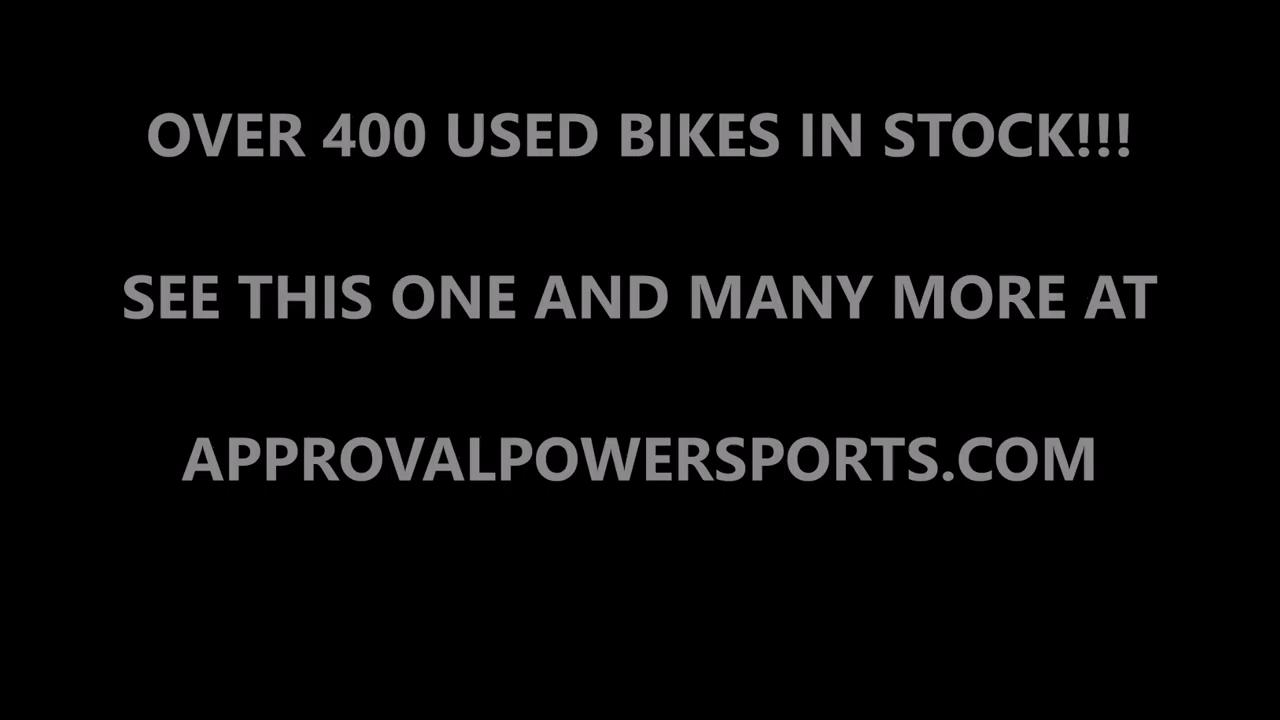 OVER 400 USED BIKES IN STOCK!!!
SEE THIS ONE AND MANY MORE AT
APPROVALPOWERSPORTS.COM